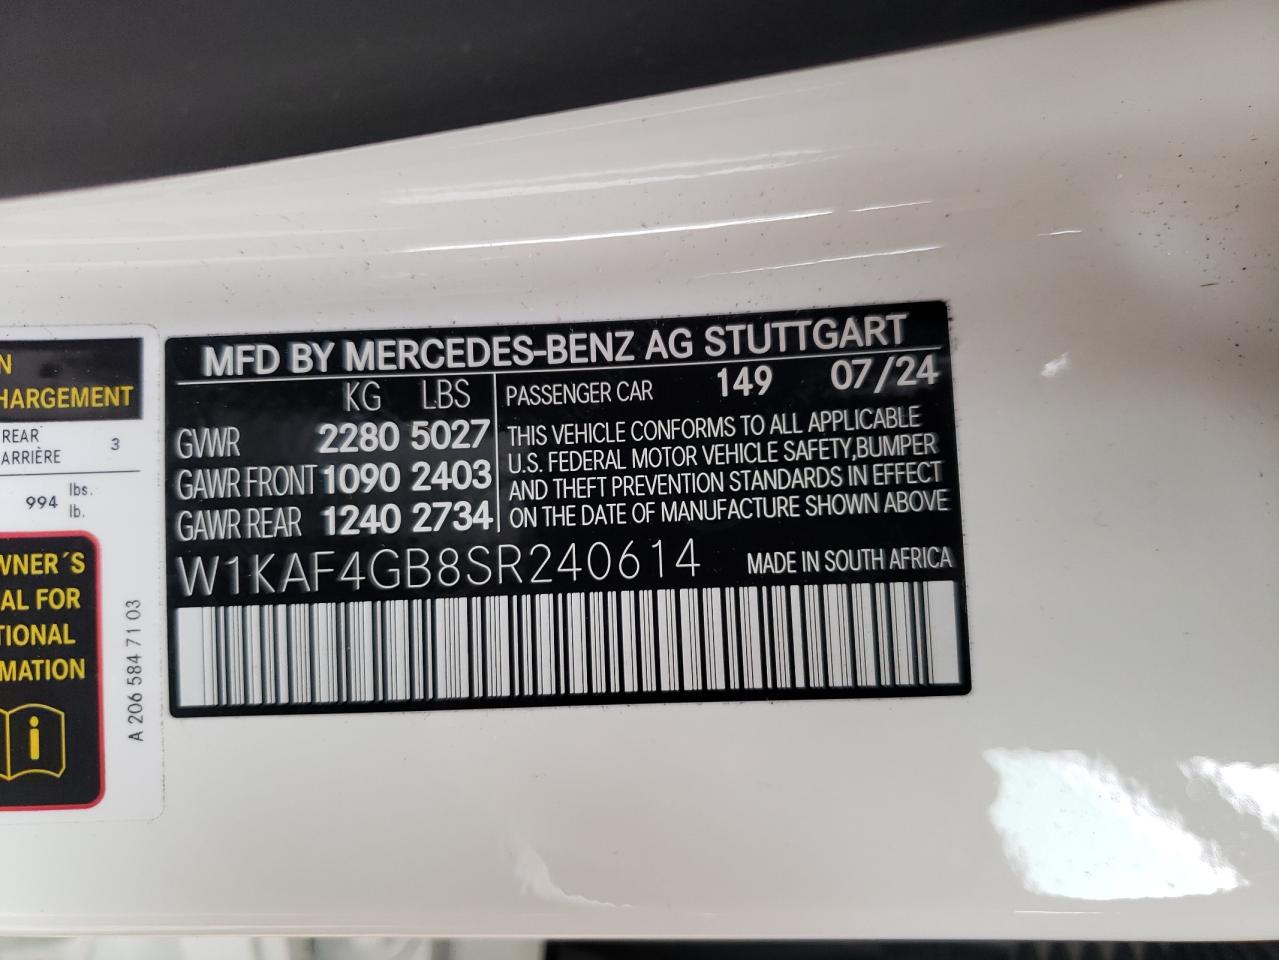 N
HARGEMENT
REAR
ARRIÈRE
3
994 lbs.
lb.
WNER´S
AL FOR
TIONAL
MATION
i
A 206 584 71 03
MFD BY MERCEDES-BENZ AG STUTTGART
KG LBS
PASSENGER CAR 149 07/24
GVWR 2280 5027
GAWR FRONT 1090 2403
GAWR REAR 1240 2734
THIS VEHICLE CONFORMS TO ALL APPLICABLE
U.S. FEDERAL MOTOR VEHICLE SAFETY,BUMPER
AND THEFT PREVENTION STANDARDS IN EFFECT
ON THE DATE OF MANUFACTURE SHOWN ABOVE
W1KAF4GB8SR240614 MADE IN SOUTH AFRICA